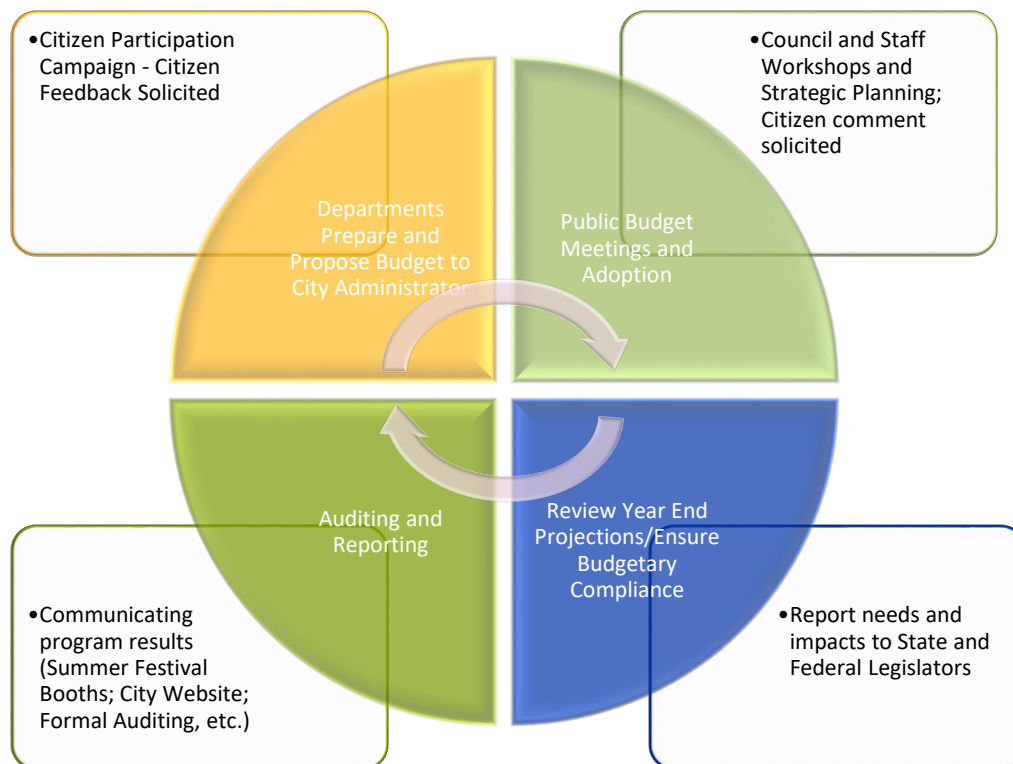 •Citizen Participation
Campaign - Citizen
Feedback Solicited
•Council and Staff
Workshops and
Strategic Planning;
Citizen comment
solicited
Departments
Prepare and
Propose Budget to
City Administrator
Public Budget
Meetings and
Adoption
Auditing and
Reporting
Review Year End
Projections/Ensure
Budgetary
Compliance
•Communicating
program results
(Summer Festival
Booths; City Website;
Formal Auditing, etc.)
•Report needs and
impacts to State and
Federal Legislators